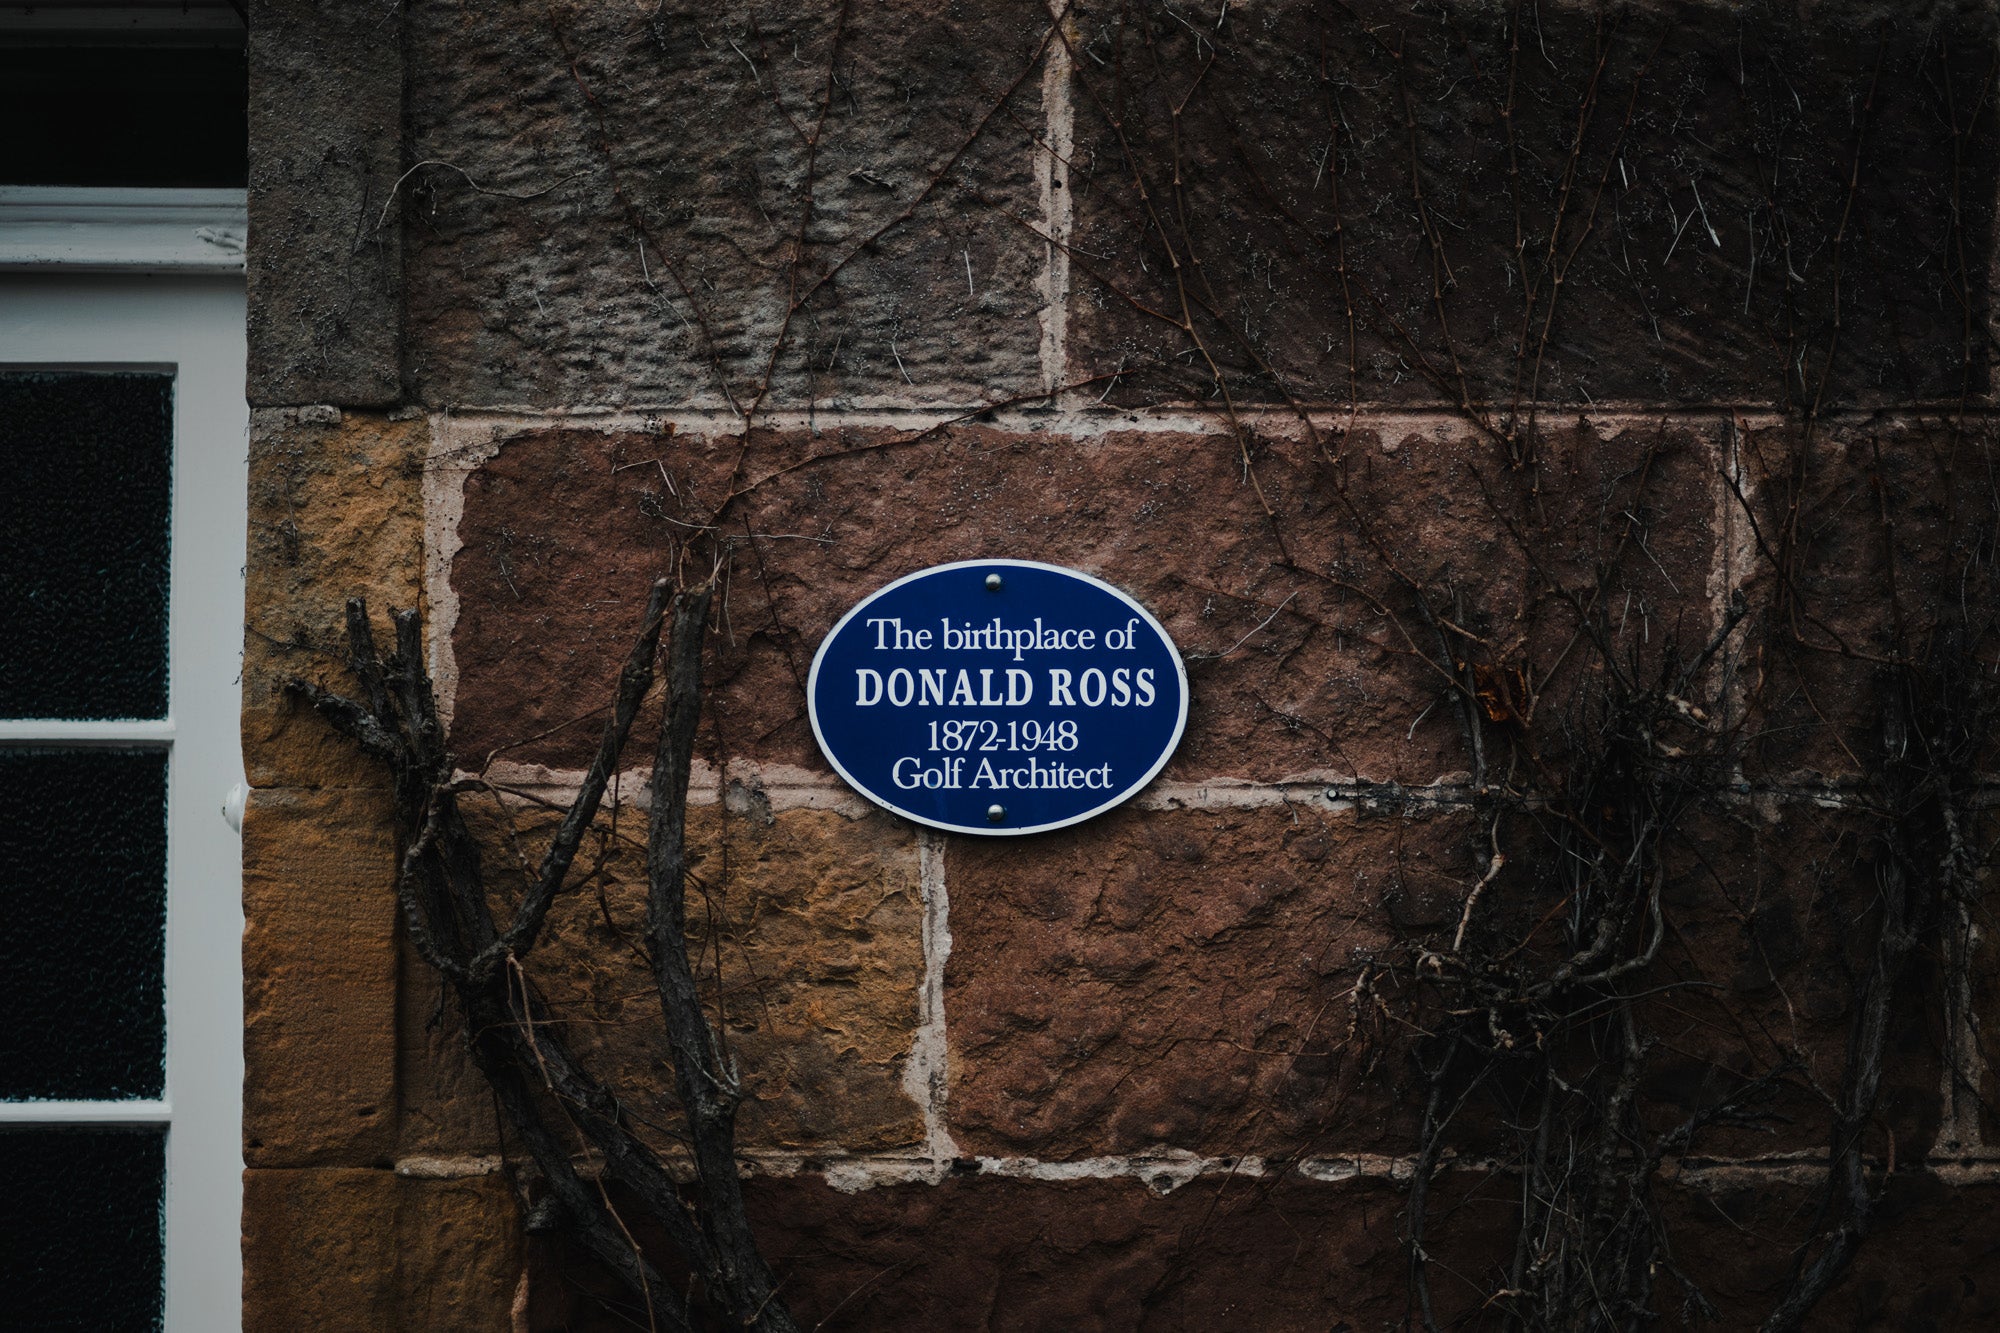 The birthplace of
DONALD ROSS
1872-1948
Golf Architect